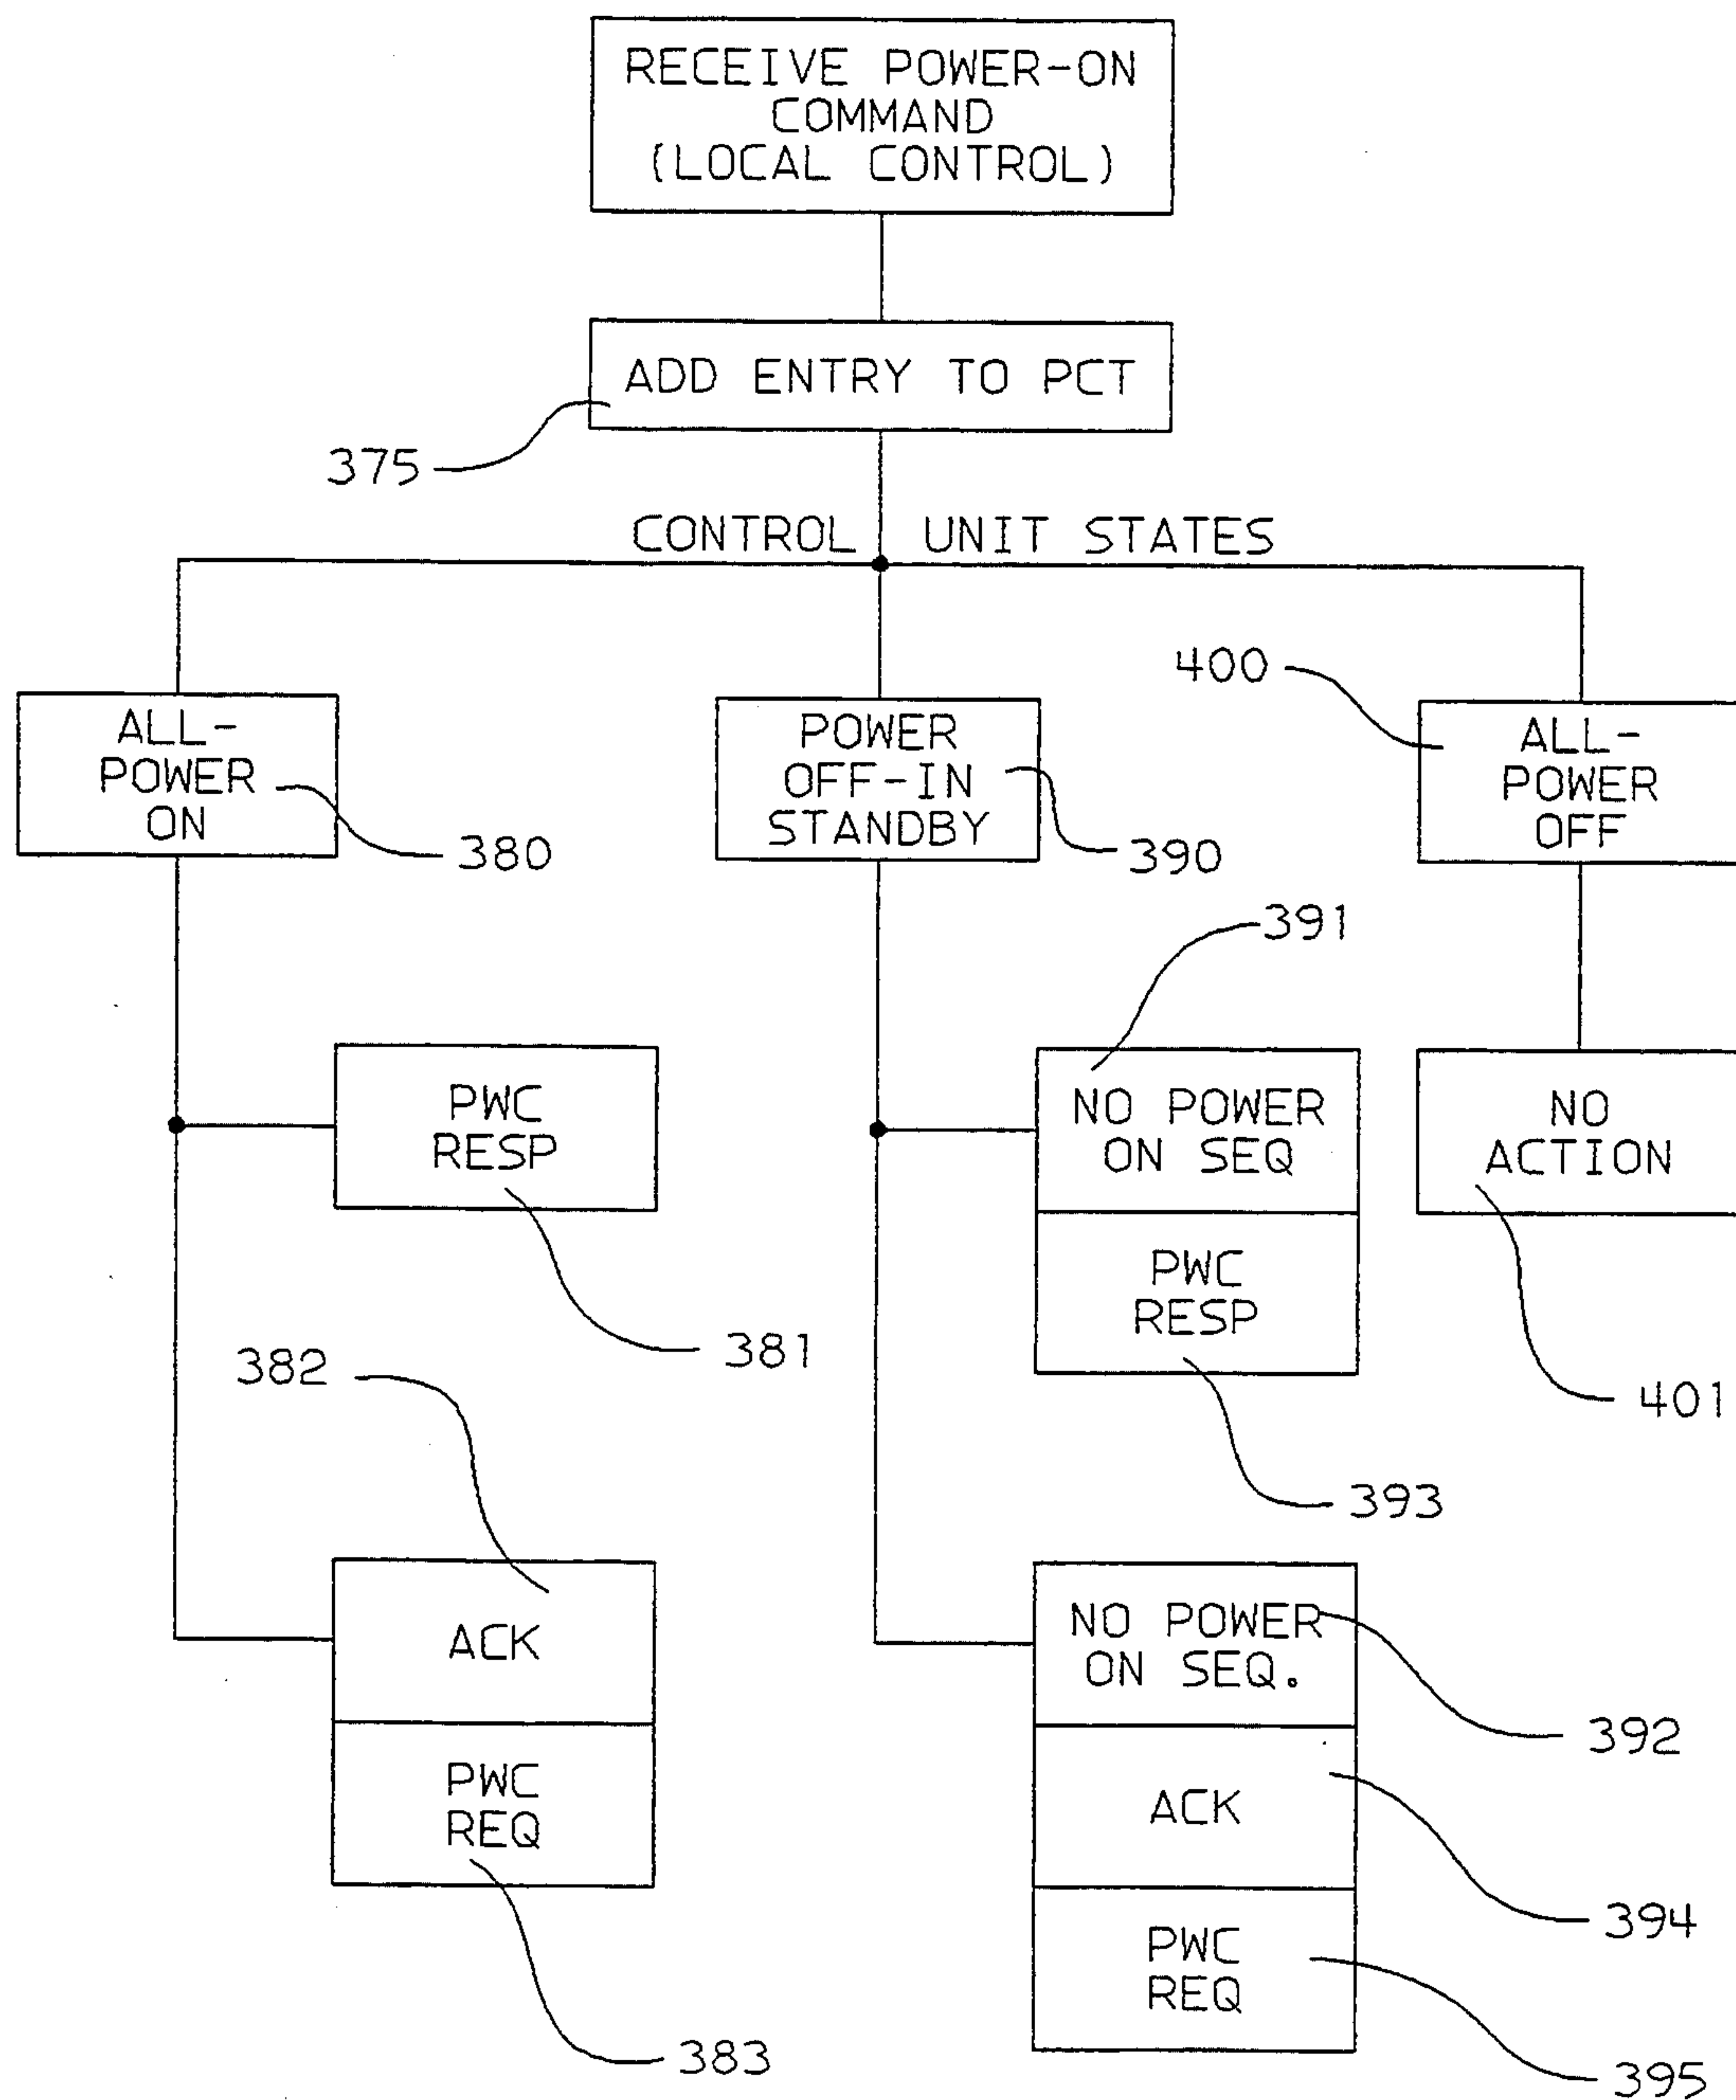 RECEIVE POWER-ON
COMMAND
(LOCAL CONTROL)
ADD ENTRY TO PCT
375
CONTROL UNIT STATES
400
ALL-
POWER
ON
380
POWER
OFF-IN
STANDBY
390
ALL-
POWER
OFF
391
PWC
RESP
381
NO POWER
ON SEQ
PWC
RESP
393
NO
ACTION
401
382
ACK
PWC
REQ
383
NO POWER
ON SEQ.
392
ACK
394
PWC
REQ
395